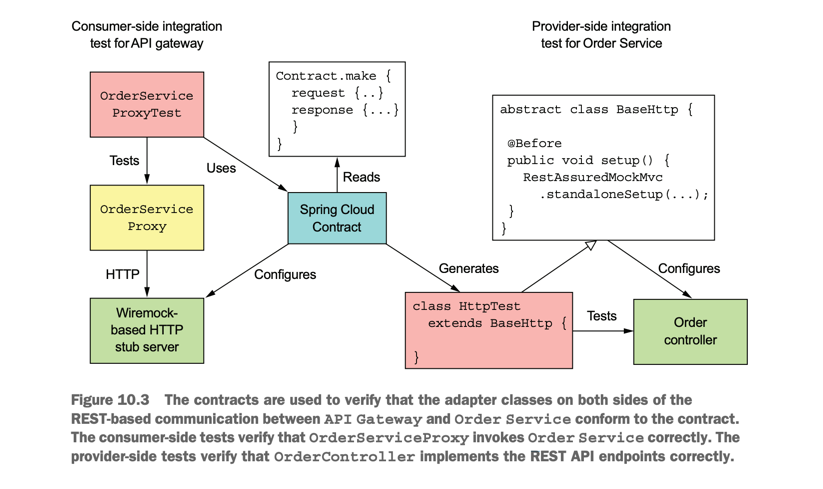 Consumer-side integration
test for API gateway
Provider-side integration
test for Order Service
OrderService
ProxyTest
Contract.make {
request {..}
response {...}
}
}
abstract class BaseHttp {
@Before
public void setup() {
RestAssuredMockMvc
.standaloneSetup(...);
}
}
Tests
Uses
Reads
OrderService
Proxy
Spring Cloud
Contract
HTTP
Configures
Generates
Configures
Wiremock-
based HTTP
stub server
class HttpTest
extends BaseHttp {
}
Tests
Order
controller
Figure 10.3 The contracts are used to verify that the adapter classes on both sides of the
REST-based communication between API Gateway and Order Service conform to the contract.
The consumer-side tests verify that OrderServiceProxy invokes Order Service correctly. The
provider-side tests verify that OrderController implements the REST API endpoints correctly.